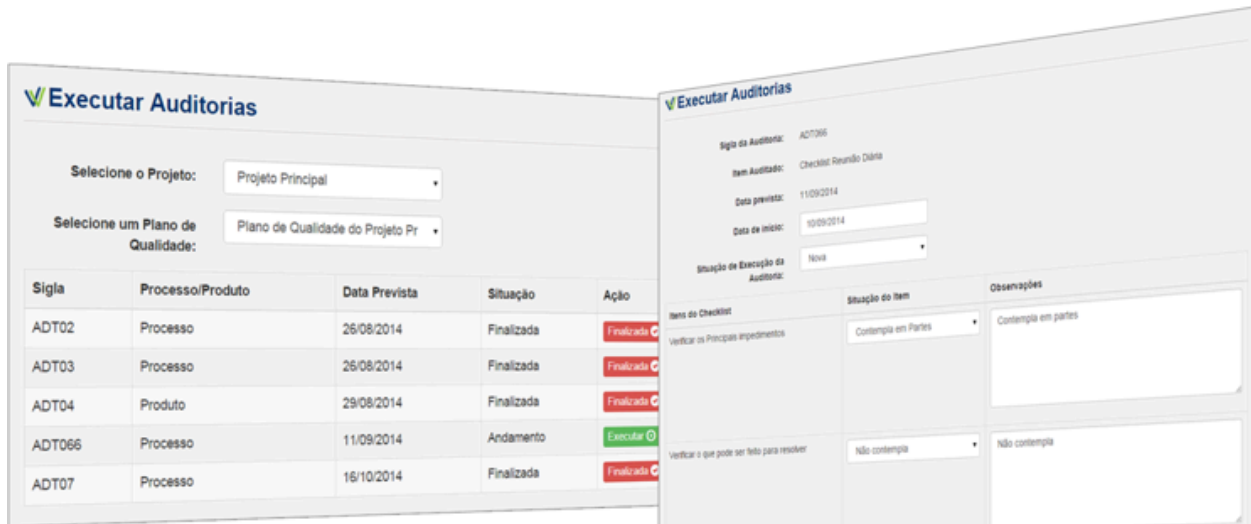 Executar Auditorias
Selecione o Projeto: Projeto Principal
Selecione um Plano de Qualidade: Plano de Qualidade do Projeto Pr
Sigla Processo/Produto Data Prevista Situação Ação
ADT02 Processo 26/08/2014 Finalizada Finalizada
ADT03 Processo 26/08/2014 Finalizada Finalizada
ADT04 Produto 29/08/2014 Finalizada Finalizada
ADT066 Processo 11/09/2014 Andamento Executar
ADT07 Processo 16/10/2014 Finalizada Finalizada
Executar Auditorias
Sigla da Auditoria: ADT066
Item Auditado: Checklist Reunião Diária
Data prevista: 11/09/2014
Data de início: 10/09/2014
Situação de Execução da Auditoria: Nova
Itens do Checklist Situação do Item Observações
Verificar os Principais impedimentos Contempla em Partes Contempla em partes
Verificar o que pode ser feito para resolver Não contempla Não contempla